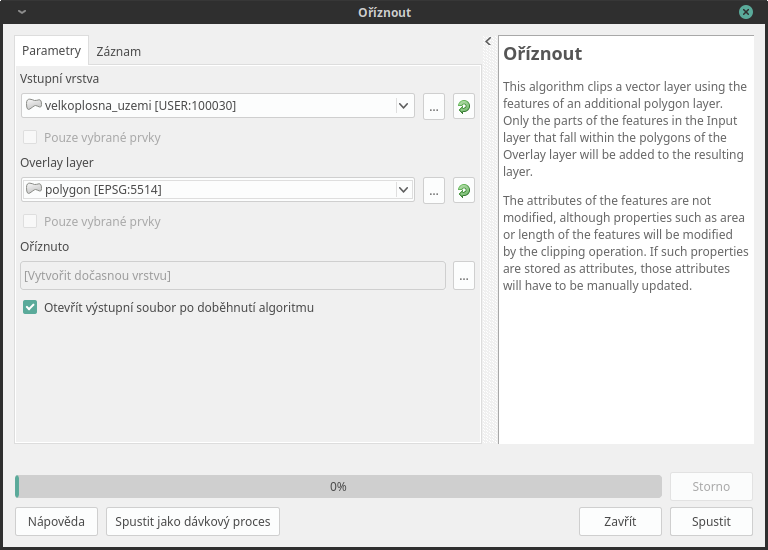 Oříznout
Parametry
Záznam
Vstupní vrstva
velkoplosna_uzemi [USER:100030]
...
Pouze vybrané prvky
Overlay layer
polygon [EPSG:5514]
...
Pouze vybrané prvky
Oříznuto
[Vytvořit dočasnou vrstvu]
...
Otevřít výstupní soubor po doběhnutí algoritmu
Oříznout
This algorithm clips a vector layer using the
features of an additional polygon layer.
Only the parts of the features in the Input
layer that fall within the polygons of the
Overlay layer will be added to the resulting
layer.
The attributes of the features are not
modified, although properties such as area
or length of the features will be modified
by the clipping operation. If such properties
are stored as attributes, those attributes
will have to be manually updated.
0%
Storno
Nápověda
Spustit jako dávkový proces
Zavřít
Spustit